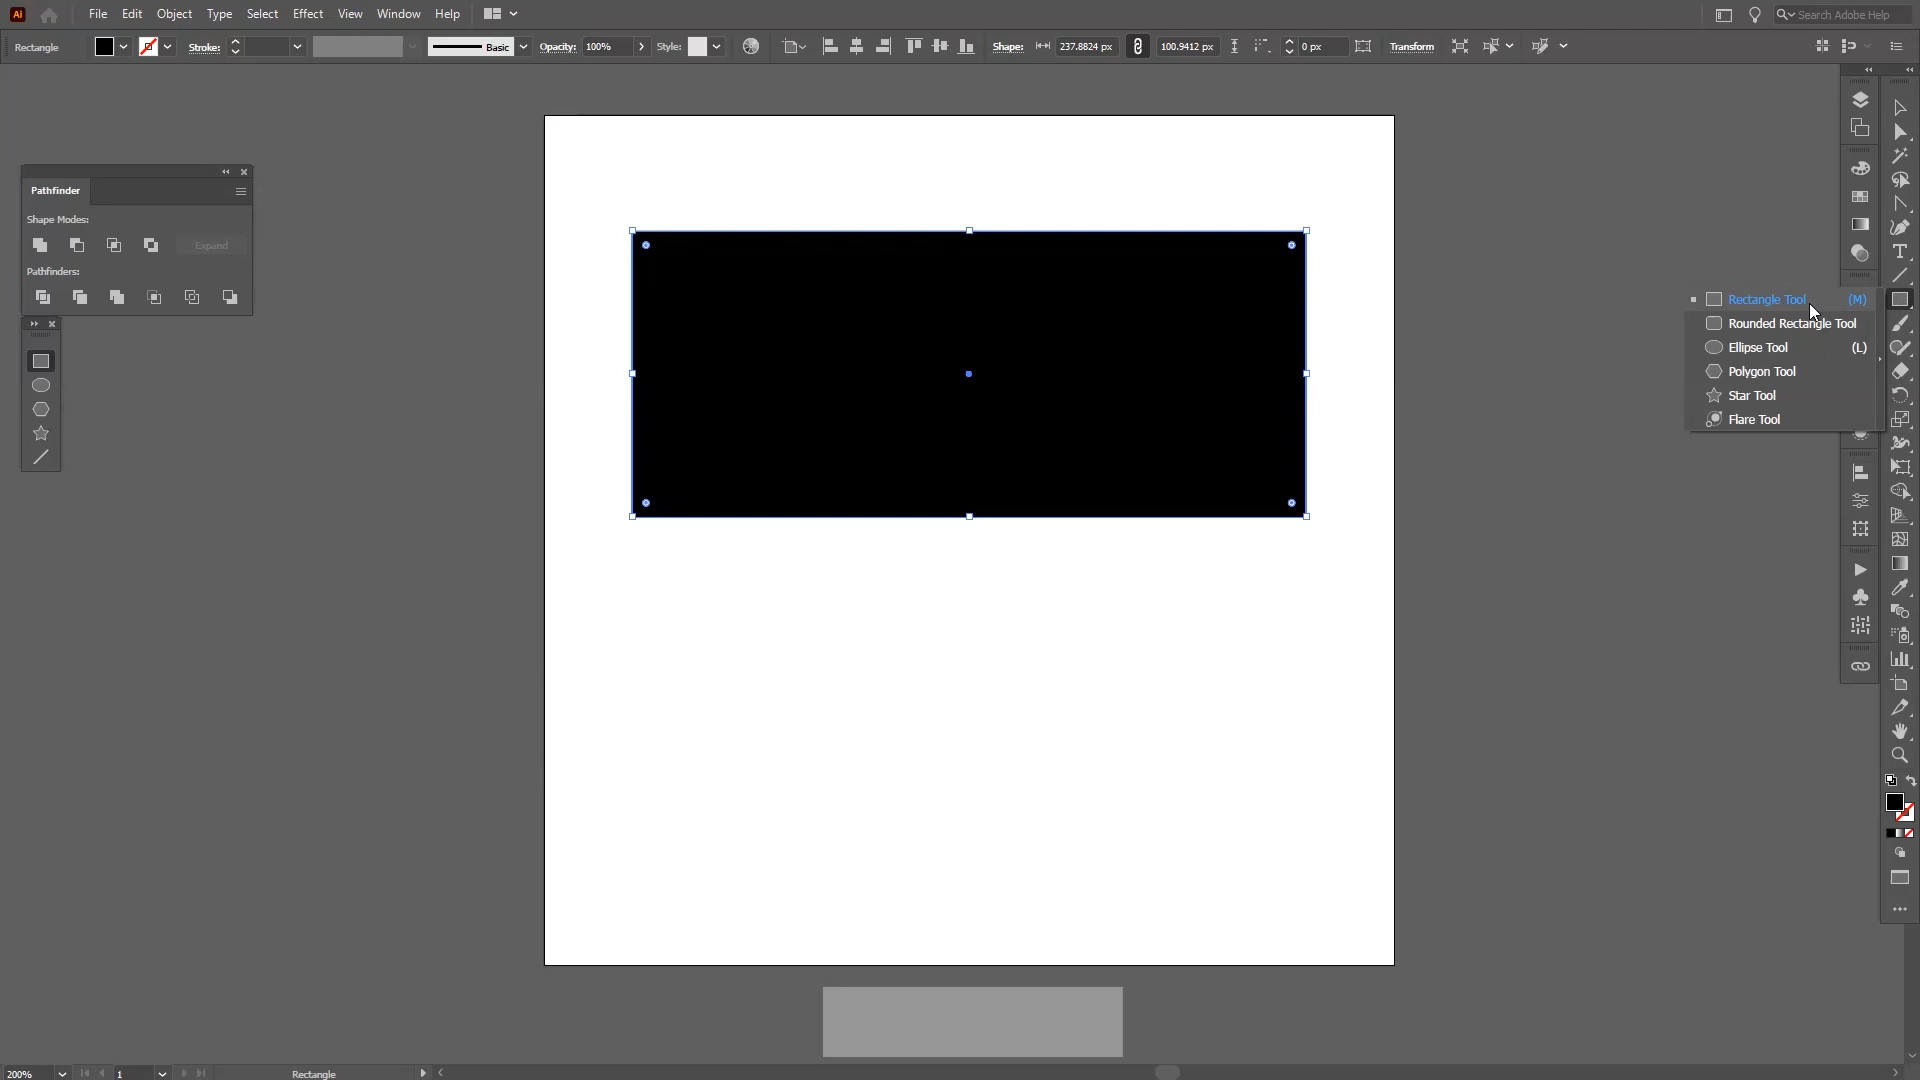 Ai File Edit Object Type Select Effect View Window Help Search Adobe Help
Rectangle Stroke: Basic Opacity: 100% Style: Shape: 237.8824 px 100.9412 px 0 px Transform
Pathfinder
Shape Modes:
Expand
Pathfinders:
Rectangle Tool (M)
Rounded Rectangle Tool
Ellipse Tool (L)
Polygon Tool
Star Tool
Flare Tool
200% 1 Rectangle